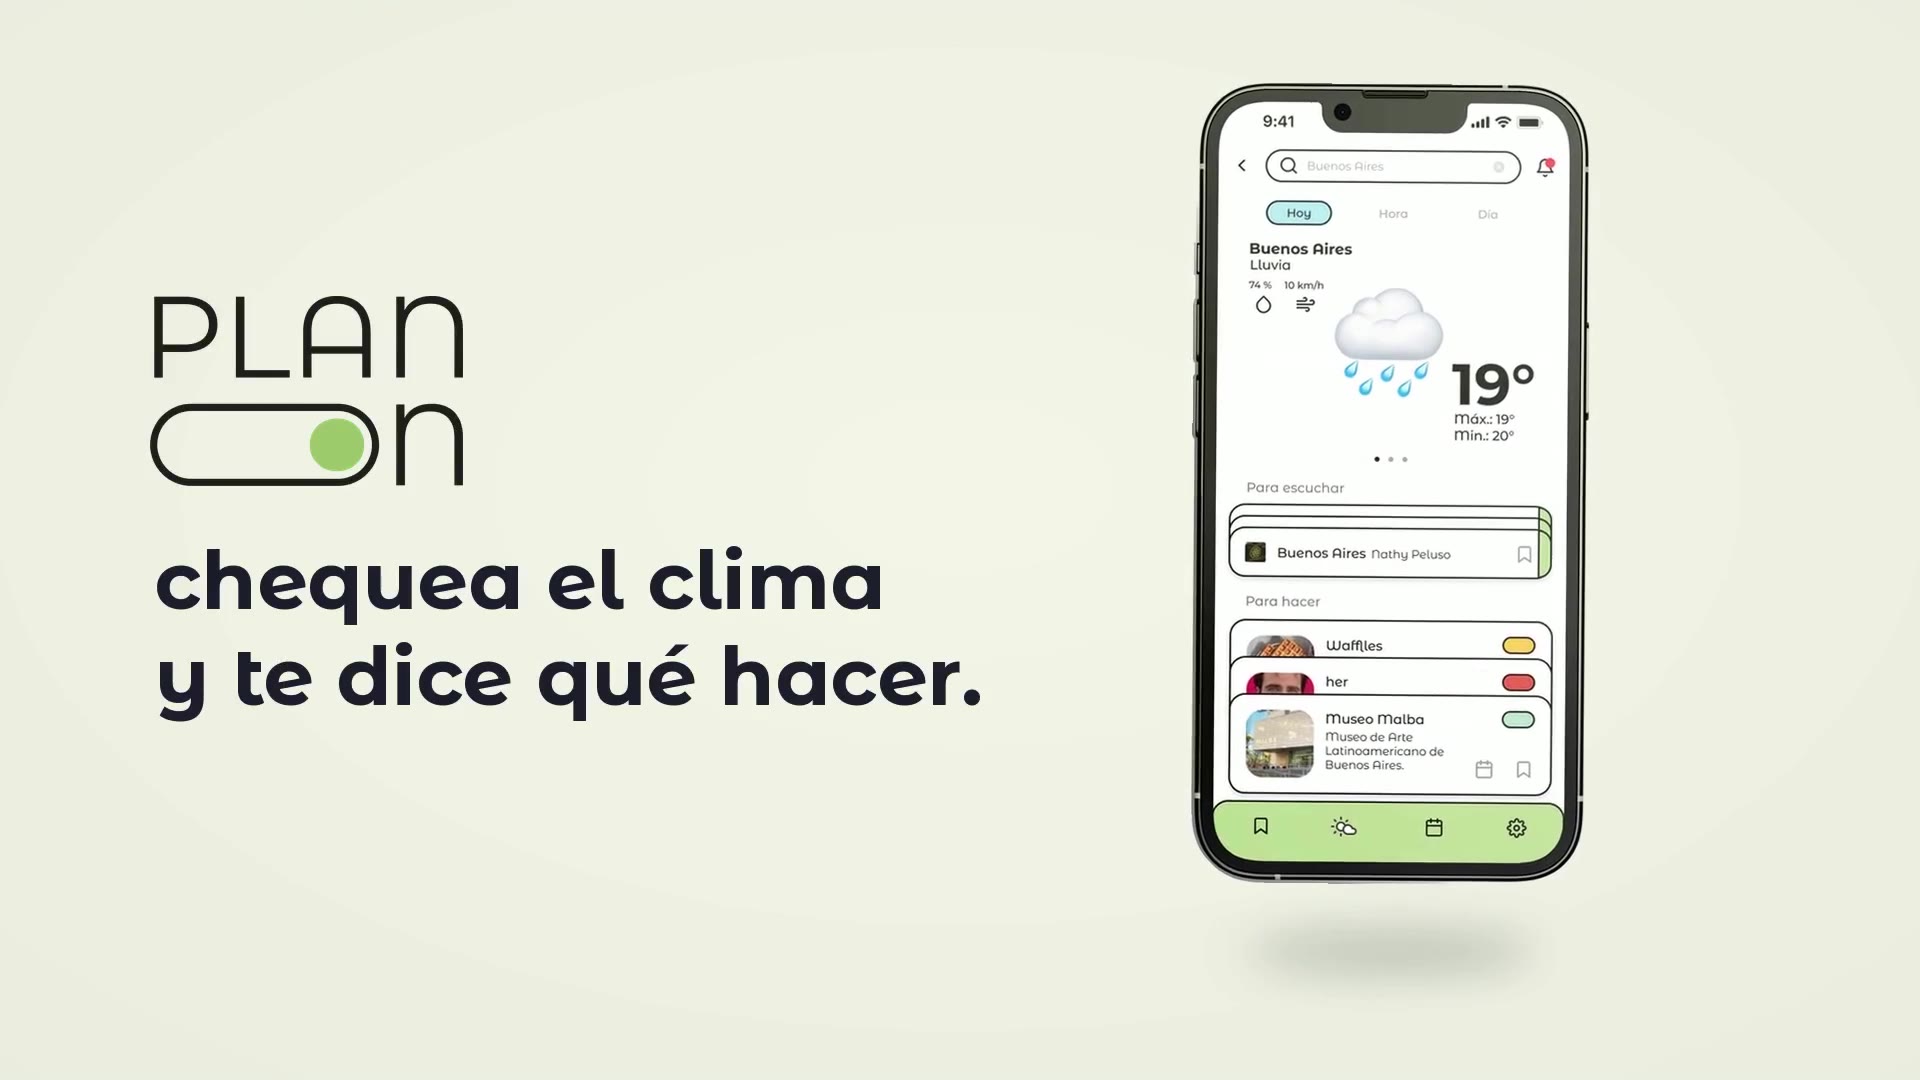 PLAN
ON
chequea el clima
y te dice qué hacer.
9:41
Buenos Aires
Hoy Hora Día
Buenos Aires
Lluvia
74 % 10 km/h
19°
Máx.: 19°
Min.: 20°
Para escuchar
Buenos Aires Nathy Peluso
Para hacer
Wafflles
her
Museo Malba
Museo de Arte
Latinoamericano de
Buenos Aires.